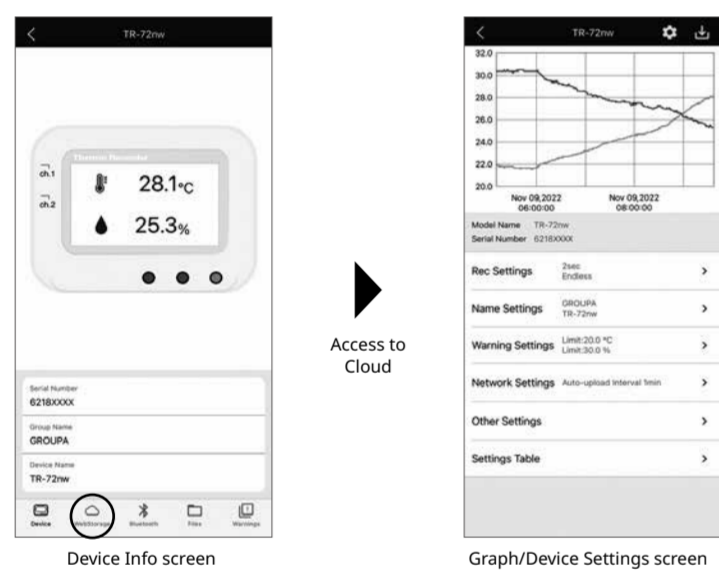 TR-72nw
Thermo Recorder
ch.1
ch.2
28.1°C
25.3%
Serial Number
6218XXXX
Group Name
GROUPA
Device Name
TR-72nw
Device
WebStorage
Bluetooth
Files
Warnings
Device Info screen
Access to
Cloud
TR-72nw
32.0
30.0
28.0
26.0
24.0
22.0
20.0
Nov 09,2022 Nov 09,2022
06:00:00 08:00:00
Model Name TR-72nw
Serial Number 6218XXXX
Rec Settings 2sec
Endless
Name Settings GROUPA
TR-72nw
Warning Settings Limit:20.0 °C
Limit:30.0 %
Network Settings Auto-upload Interval 1min
Other Settings
Settings Table
Graph/Device Settings screen